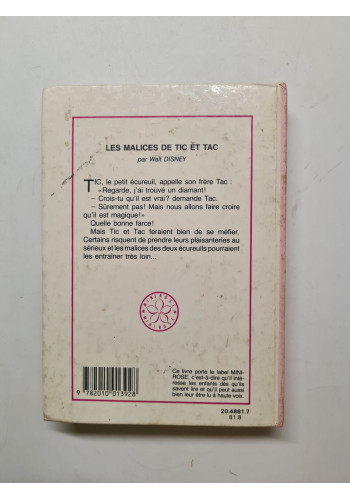 LES MALICES DE TIC ET TAC
par Walt DISNEY
TIC, le petit écureuil, appelle son frère Tac :
« Regarde, j'ai trouvé un diamant!
– Crois-tu qu'il est vrai? demande Tac.
– Sûrement pas! Mais nous allons faire croire
qu'il est magique!»
Quelle bonne farce!
Mais Tic et Tac feraient bien de se méfier.
Certains risquent de prendre leurs plaisanteries au
sérieux et les malices des deux écureuils pourraient
les entraîner très loin...
Ce livre porte le label MINI-
ROSE, c'est-à-dire qu'il inté-
resse les enfants dès qu'ils
savent lire et qu'il peut aussi
bien leur être lu à haute voix.
9 782010 013928
20.4881.7
81.8